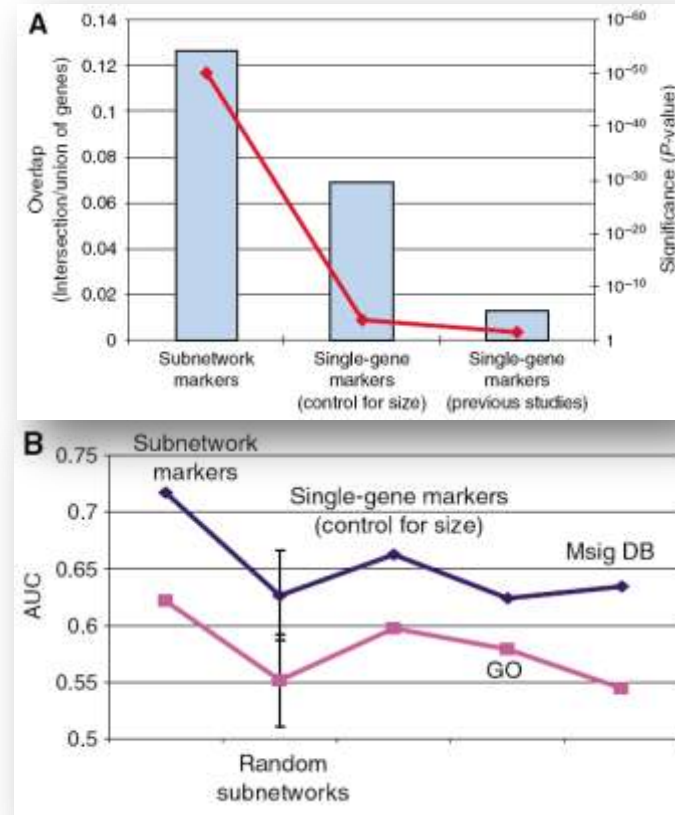 A
0.14
0.12
0.1
0.08
0.06
0.04
0.02
0
Overlap
(Intersection/union of genes)
10⁻⁶⁰
10⁻⁵⁰
10⁻⁴⁰
10⁻³⁰
10⁻²⁰
10⁻¹⁰
1
Significance (P-value)
Subnetwork
markers
Single-gene
markers
(control for size)
Single-gene
markers
(previous studies)
B
0.75
0.7
0.65
0.6
0.55
0.5
AUC
Subnetwork
markers
Single-gene markers
(control for size)
Msig DB
GO
Random
subnetworks